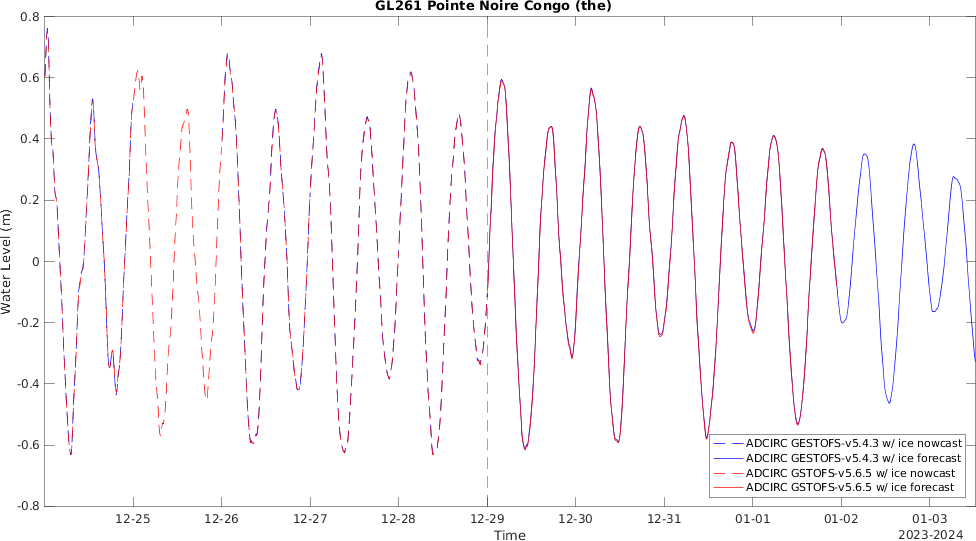 GL261 Pointe Noire Congo (the)
0.8
0.6
0.4
0.2
0
-0.2
-0.4
-0.6
-0.8
Water Level (m)
12-25 12-26 12-27 12-28 12-29 12-30 12-31 01-01 01-02 01-03
Time
2023-2024
ADCIRC GESTOFS-v5.4.3 w/ ice nowcast
ADCIRC GESTOFS-v5.4.3 w/ ice forecast
ADCIRC GSTOFS-v5.6.5 w/ ice nowcast
ADCIRC GSTOFS-v5.6.5 w/ ice forecast